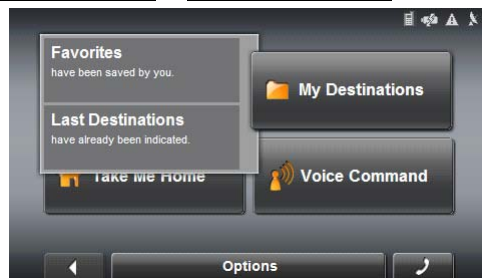 Favorites
have been saved by you.
My Destinations
Last Destinations
have already been indicated.
Take Me Home
Voice Command
Options